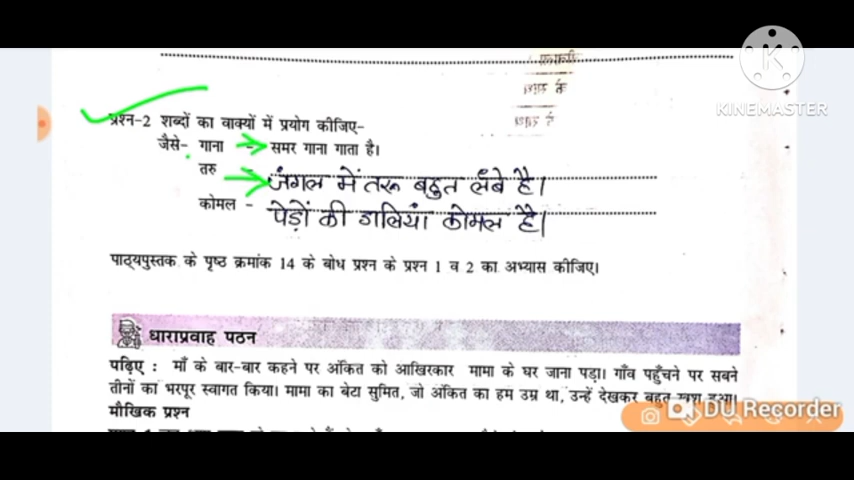 KINEMASTER
प्रश्न-2 शब्दों का वाक्यों में प्रयोग कीजिए-
जैसे- गाना - समर गाना गाता है।
तरु - जंगल में तरू बहुत लंबे है।
कोमल - पेड़ों की डालियां कोमल है।
पाठ्यपुस्तक के पृष्ठ क्रमांक 14 के बोध प्रश्न के प्रश्न 1 व 2 का अभ्यास कीजिए।
धाराप्रवाह पठन
पढ़िए : माँ के बार-बार कहने पर अंकित को आखिरकार मामा के घर जाना पड़ा। गाँव पहुँचने पर सबने
तीनों का भरपूर स्वागत किया। मामा का बेटा सुमित, जो अंकित का हम उम्र था, उन्हें देखकर बहुत खुश हुआ।
मौखिक प्रश्न
DU Recorder